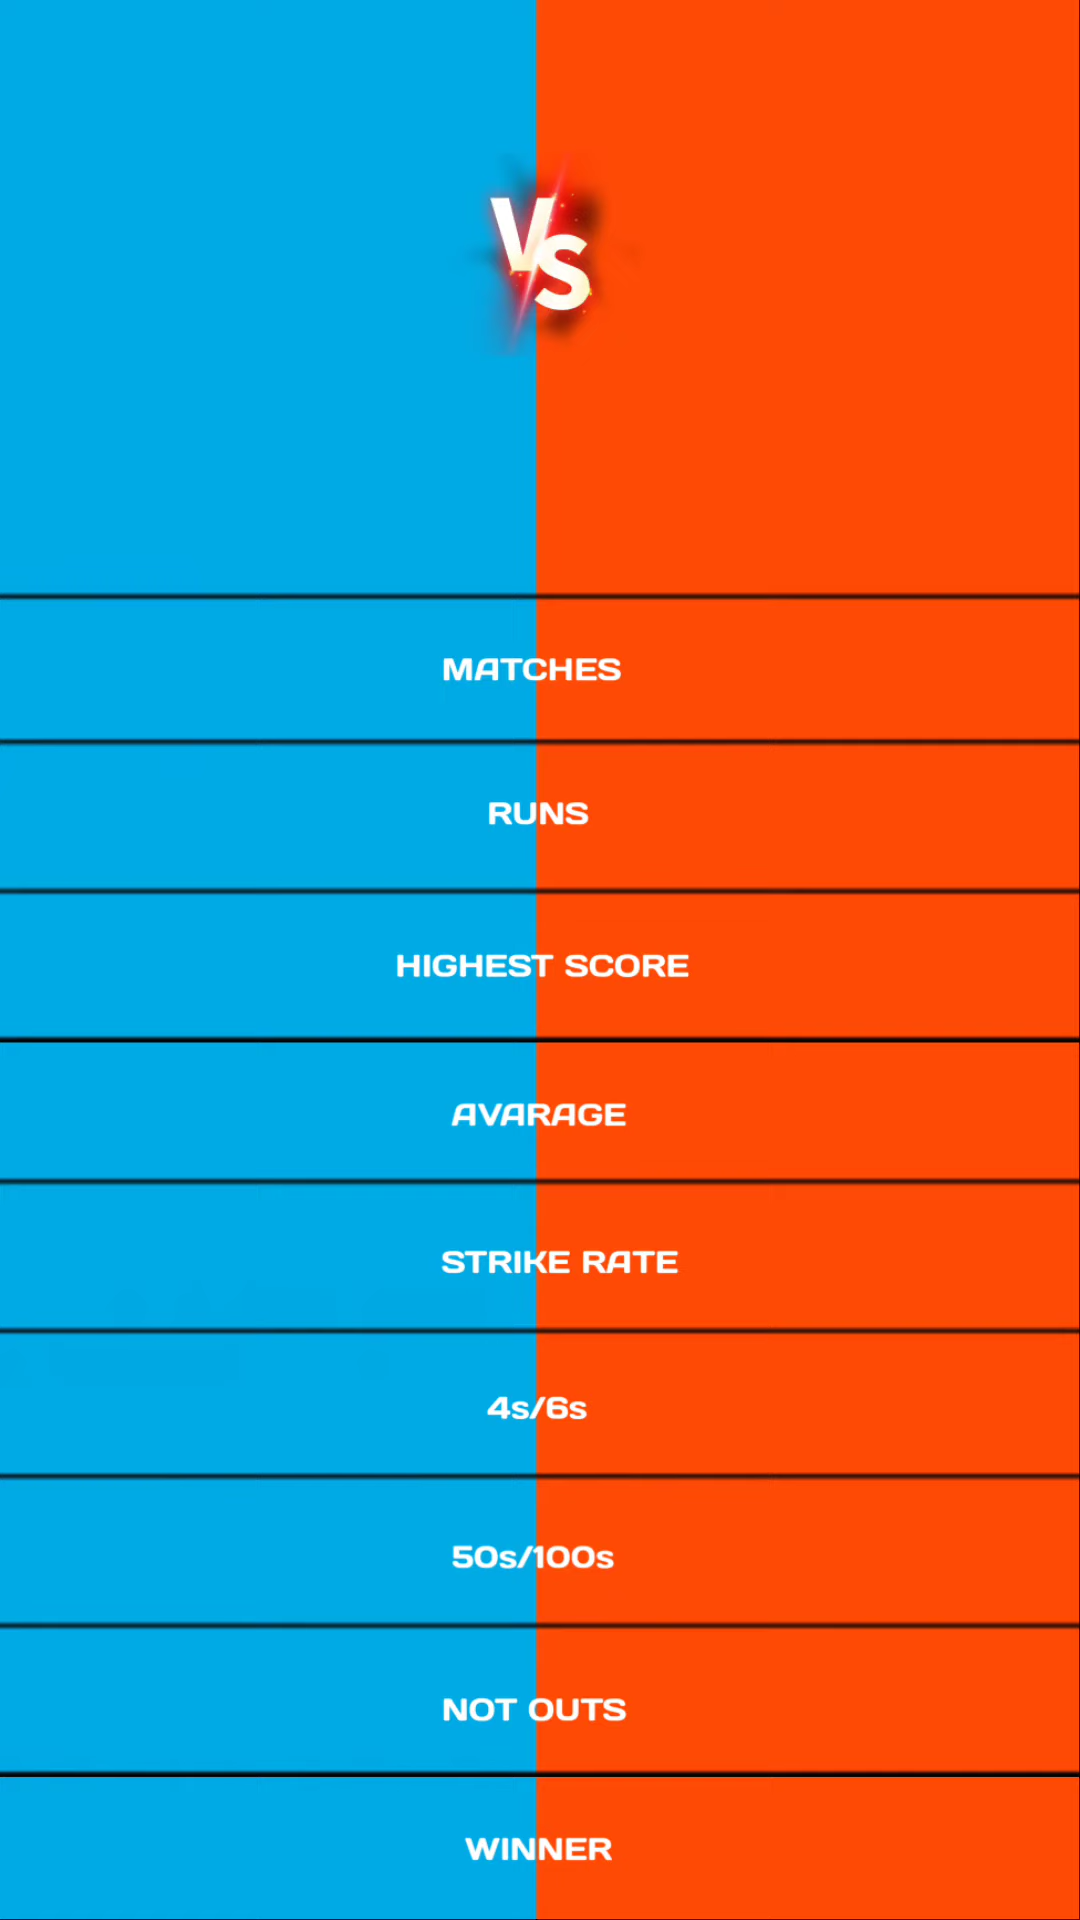 VS
MATCHES
RUNS
HIGHEST SCORE
AVARAGE
STRIKE RATE
4s/6s
50s/100s
NOT OUTS
WINNER